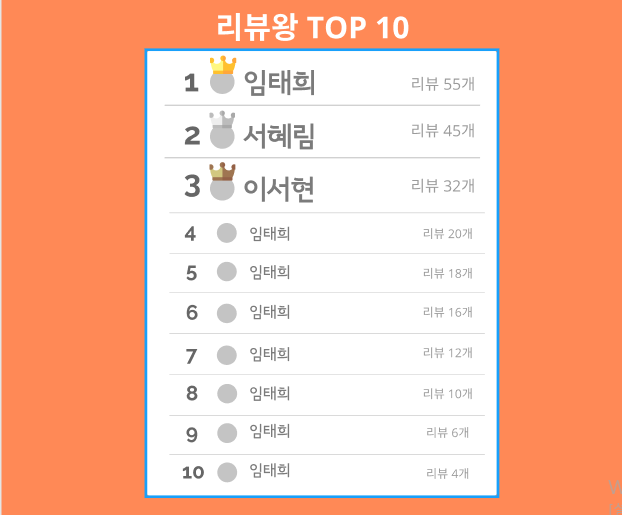 리뷰왕 TOP 10
1 임태희 리뷰 55개
2 서혜림 리뷰 45개
3 이서현 리뷰 32개
4 임태희 리뷰 20개
5 임태희 리뷰 18개
6 임태희 리뷰 16개
7 임태희 리뷰 12개
8 임태희 리뷰 10개
9 임태희 리뷰 6개
10 임태희 리뷰 4개